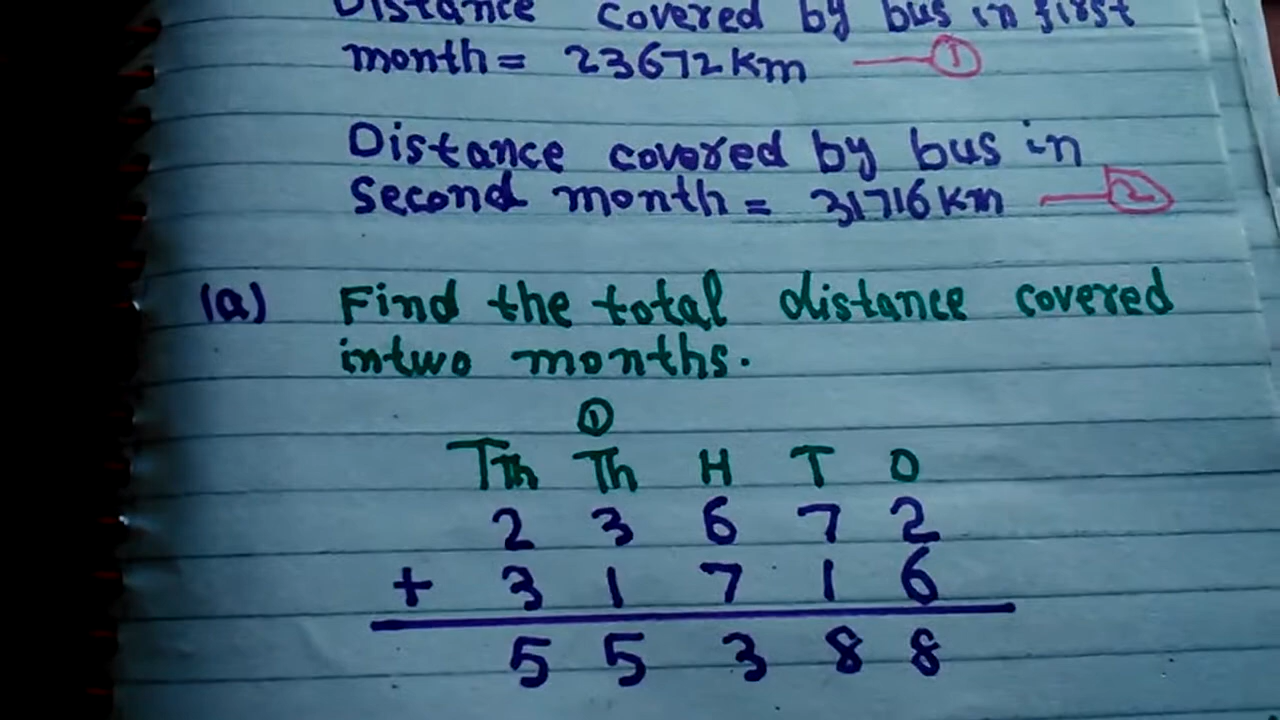 Distance covered by bus in first
month = 23672 km — 1
Distance covered by bus in
second month = 31716 km — 2
(a) Find the total distance covered
intwo months.
1
TTh Th H T O
2 3 6 7 2
+ 3 1 7 1 6
5 5 3 8 8